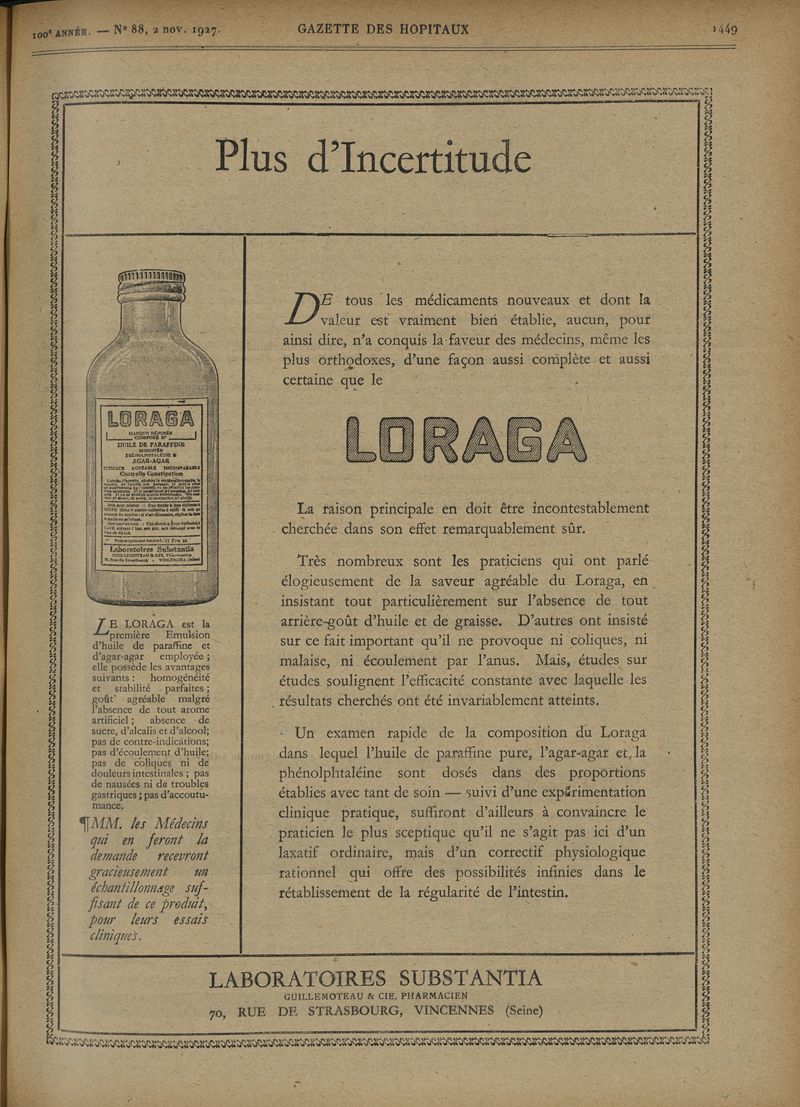 100e ANNÉE. — No 88, 2 nov. 1927.
GAZETTE DES HOPITAUX
1449
Plus d'Incertitude
LORAGA
MARQUE DÉPOSÉE
COMPOSÉ D'
HUILE DE PARAFFINE
PHÉNOLPHTALÉINE &
AGAR-AGAR
EFFICACE AGRÉABLE INCOMPARABLE
Contre la Constipation
Laboratoires Substantia
GUILLEMOTEAU & CIE, Pharmacien
LE LORAGA est la
première Emulsion
d'huile de paraffine et
d'agar-agar employée ;
elle possède les avantages
suivants : homogénéité
et stabilité parfaites ;
goût agréable malgré
l'absence de tout arome
artificiel ; absence de
sucre, d'alcalis et d'alcool;
pas de contre-indications;
pas d'écoulement d'huile;
pas de coliques ni de
douleurs intestinales ; pas
de nausées ni de troubles
gastriques ; pas d'accoutu-
mance.
¶ MM. les Médecins
qui en feront la
demande recevront
gracieusement un
échantillonnage suf-
fisant de ce produit,
pour leurs essais
cliniques.
DE tous les médicaments nouveaux et dont la
valeur est vraiment bien établie, aucun, pour
ainsi dire, n'a conquis la faveur des médecins, même les
plus orthodoxes, d'une façon aussi complète et aussi
certaine que le
LORAGA
La raison principale en doit être incontestablement
cherchée dans son effet remarquablement sûr.
Très nombreux sont les praticiens qui ont parlé
élogieusement de la saveur agréable du Loraga, en
insistant tout particulièrement sur l'absence de tout
arrière-goût d'huile et de graisse. D'autres ont insisté
sur ce fait important qu'il ne provoque ni coliques, ni
malaise, ni écoulement par l'anus. Mais, études sur
études soulignent l'efficacité constante avec laquelle les
résultats cherchés ont été invariablement atteints.
Un examen rapide de la composition du Loraga
dans lequel l'huile de paraffine pure, l'agar-agar et la
phénolphtaléine sont dosés dans des proportions
établies avec tant de soin — suivi d'une expérimentation
clinique pratique, suffiront d'ailleurs à convaincre le
praticien le plus sceptique qu'il ne s'agit pas ici d'un
laxatif ordinaire, mais d'un correctif physiologique
rationnel qui offre des possibilités infinies dans le
rétablissement de la régularité de l'intestin.
LABORATOIRES SUBSTANTIA
GUILLEMOTEAU & CIE, PHARMACIEN
70, RUE DE STRASBOURG, VINCENNES (Seine)